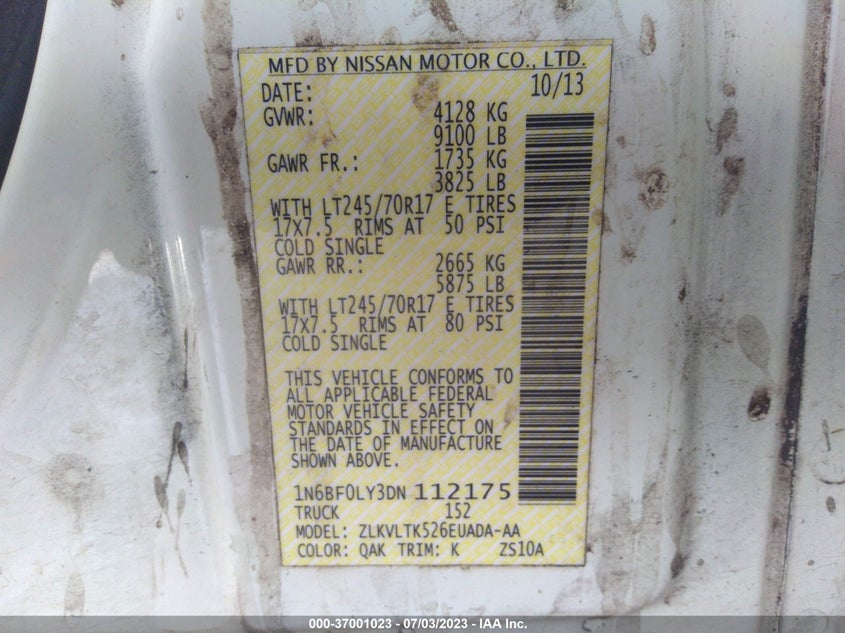 MFD BY NISSAN MOTOR CO., LTD.
DATE: 10/13
GVWR: 4128 KG
9100 LB
GAWR FR.: 1735 KG
3825 LB
WITH LT245/70R17 E TIRES
17X7.5 RIMS AT 50 PSI
COLD SINGLE
GAWR RR.: 2665 KG
5875 LB
WITH LT245/70R17 E TIRES
17X7.5 RIMS AT 80 PSI
COLD SINGLE
THIS VEHICLE CONFORMS TO
ALL APPLICABLE FEDERAL
MOTOR VEHICLE SAFETY
STANDARDS IN EFFECT ON
THE DATE OF MANUFACTURE
SHOWN ABOVE.
1N6BF0LY3DN 112175
TRUCK 152
MODEL: ZLKVLTK526EUADA-AA
COLOR: QAK TRIM: K ZS10A
000-37001023 - 07/03/2023 - IAA Inc.